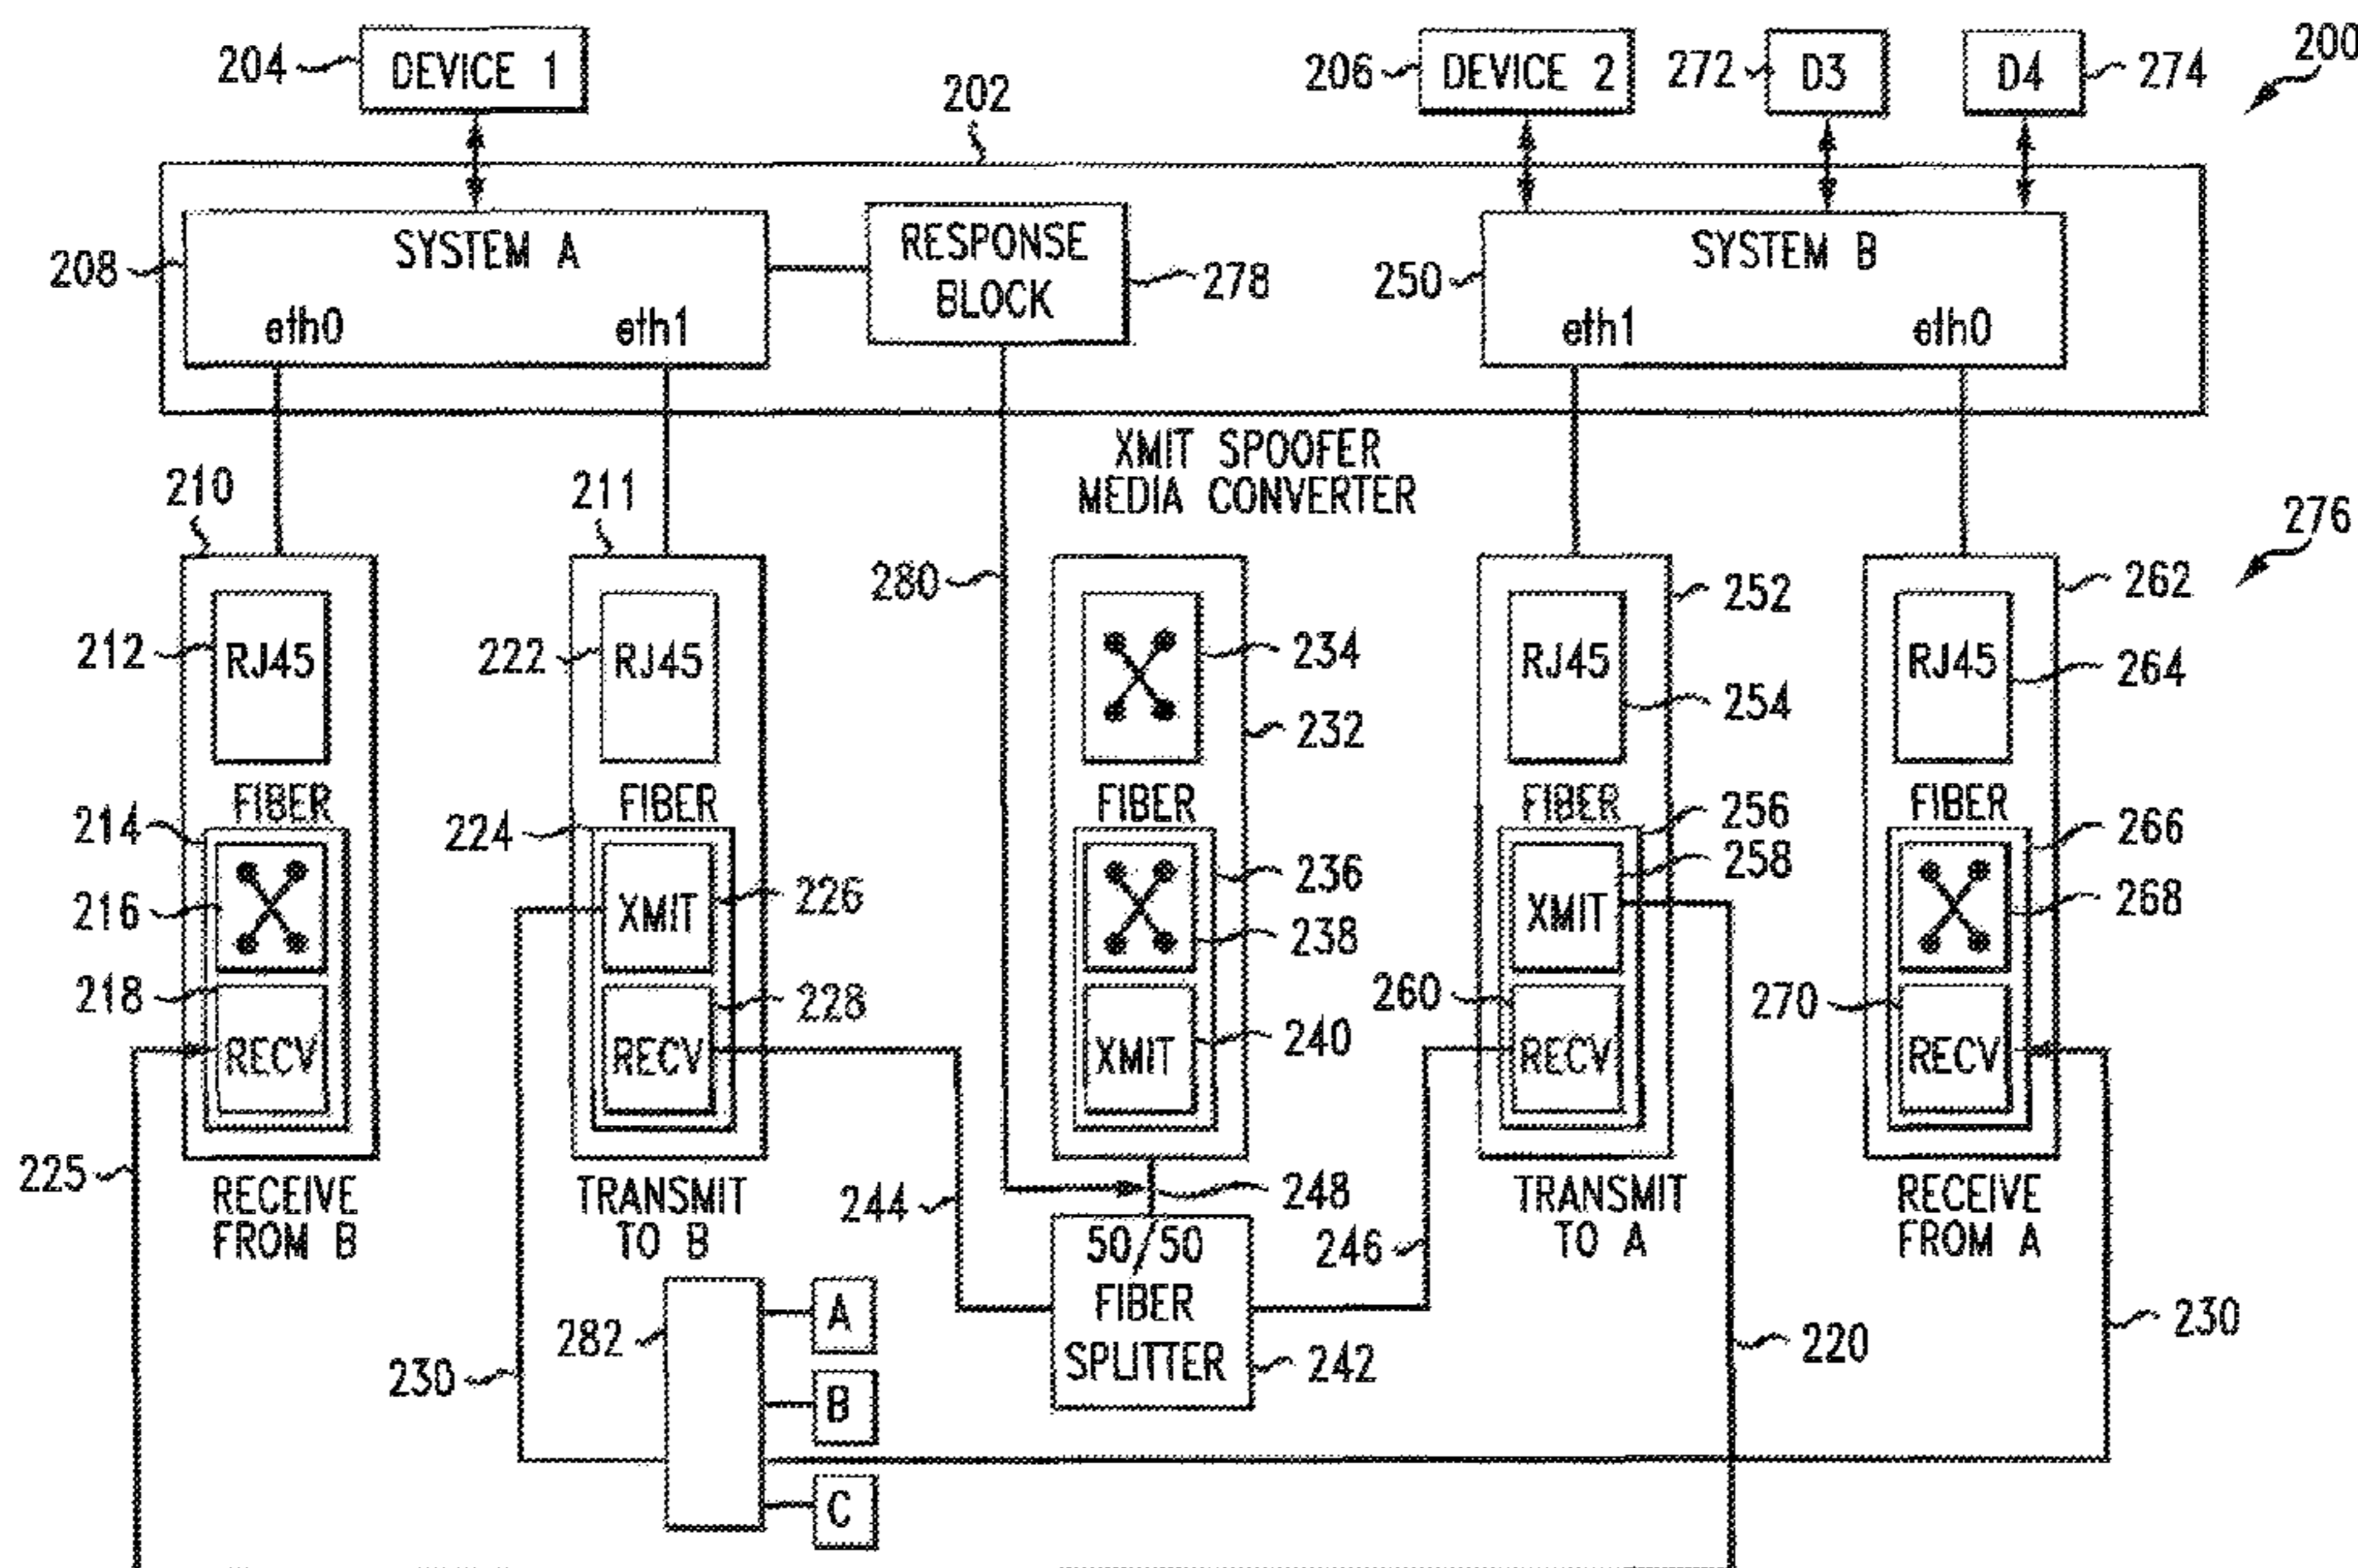 204
DEVICE 1
202
206
DEVICE 2
272
D3
D4
274
200
208
SYSTEM A
eth0
eth1
RESPONSE
BLOCK
278
250
SYSTEM B
eth1
eth0
XMIT SPOOFER
MEDIA CONVERTER
210
211
276
280
212
RJ45
222
RJ45
234
232
RJ45
252
254
RJ45
262
264
FIBER
FIBER
FIBER
FIBER
FIBER
214
216
218
RECV
224
XMIT
226
RECV
228
236
238
XMIT
240
256
258
XMIT
260
RECV
266
268
270
RECV
225
RECEIVE
FROM B
TRANSMIT
TO B
244
248
246
TRANSMIT
TO A
RECEIVE
FROM A
50/50
FIBER
SPLITTER
242
282
A
B
C
230
220
230